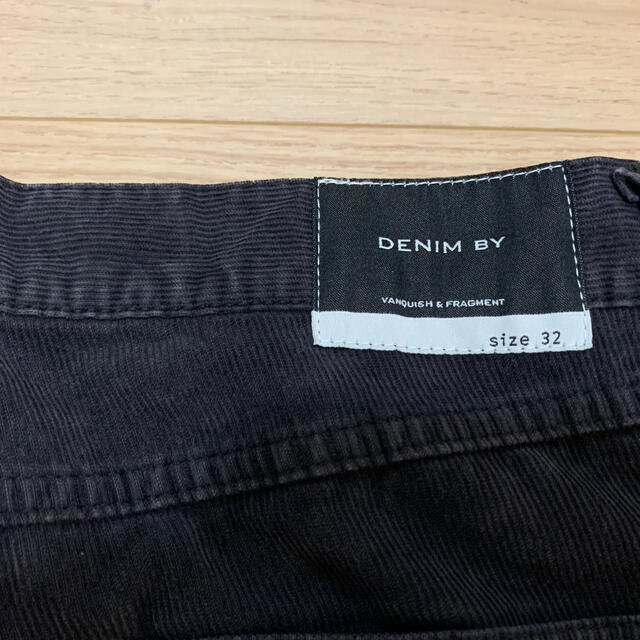 DENIM BY
VANQUISH & FRAGMENT
size 32